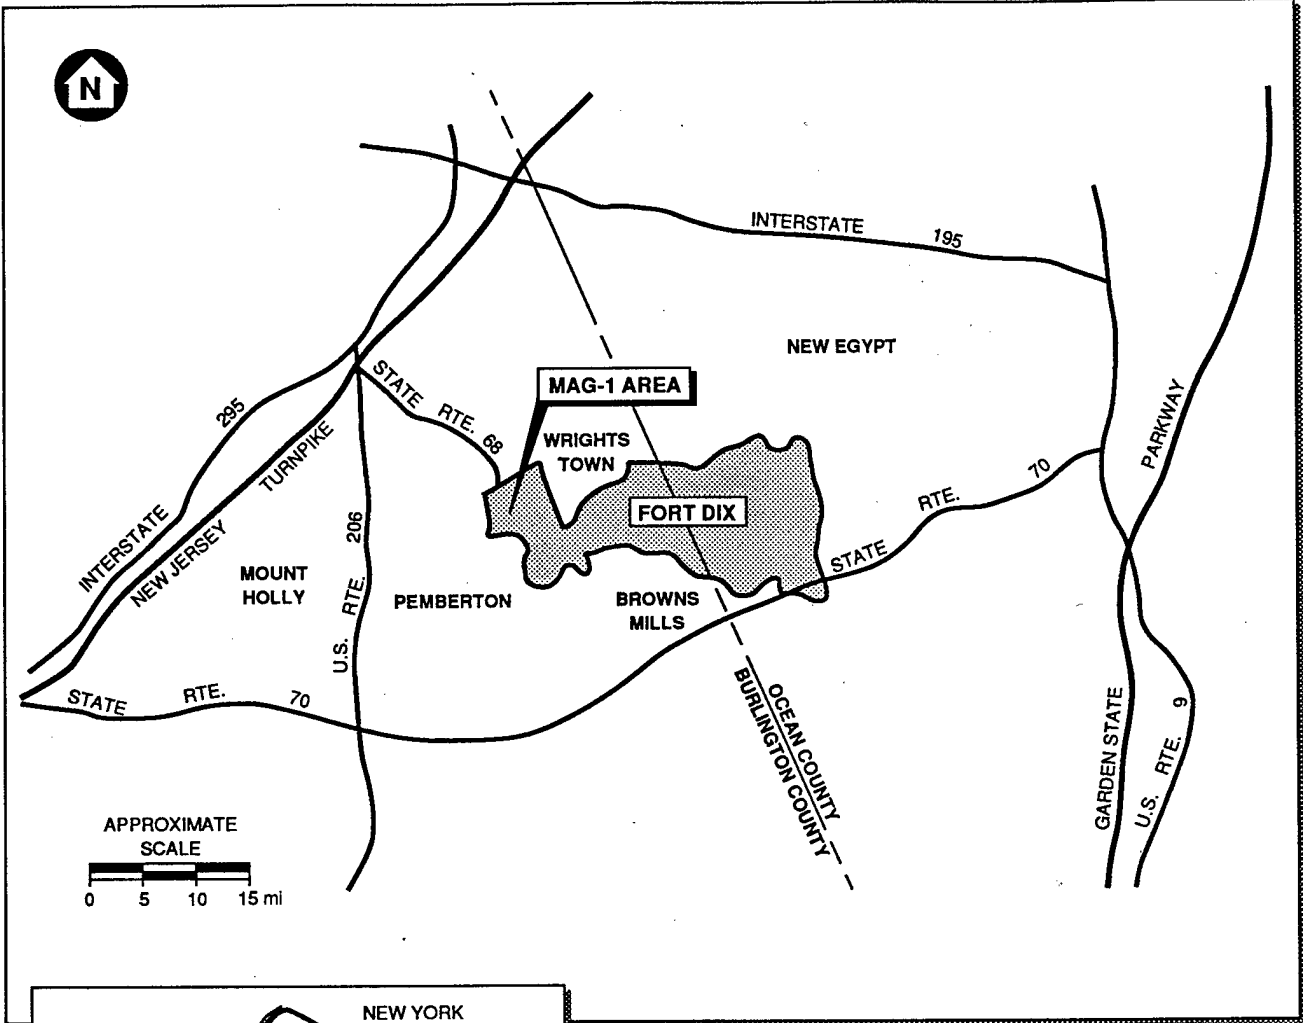 N
INTERSTATE 195
NEW EGYPT
MAG-1 AREA
STATE RTE. 68
WRIGHTS
TOWN
295
INTERSTATE
TURNPIKE
NEW JERSEY
PARKWAY
GARDEN STATE
FORT DIX
STATE RTE. 70
206
U.S. RTE.
MOUNT
HOLLY
PEMBERTON
BROWNS
MILLS
STATE RTE. 70
OCEAN COUNTY
BURLINGTON COUNTY
U.S. RTE. 9
APPROXIMATE
SCALE
0 5 10 15 mi
NEW YORK